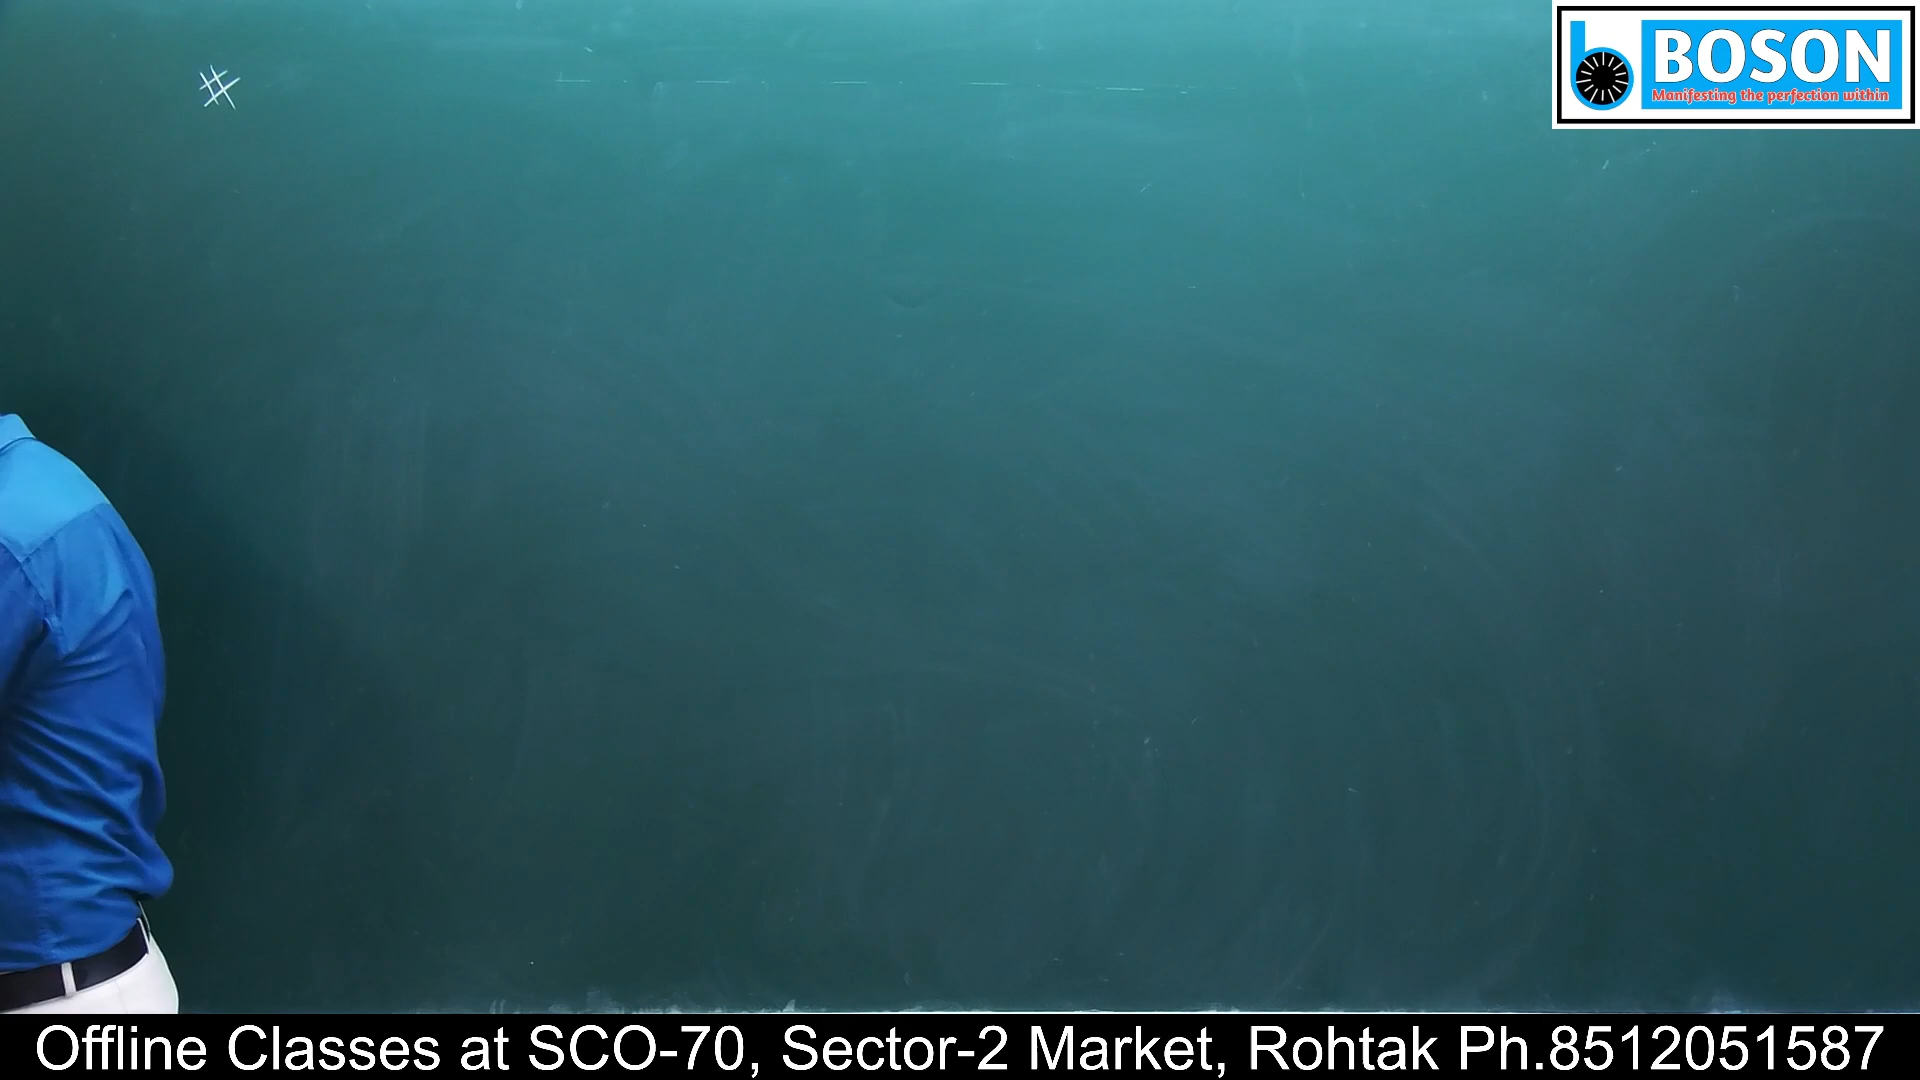 #
BOSON
Manifesting the perfection within
Offline Classes at SCO-70, Sector-2 Market, Rohtak Ph.8512051587